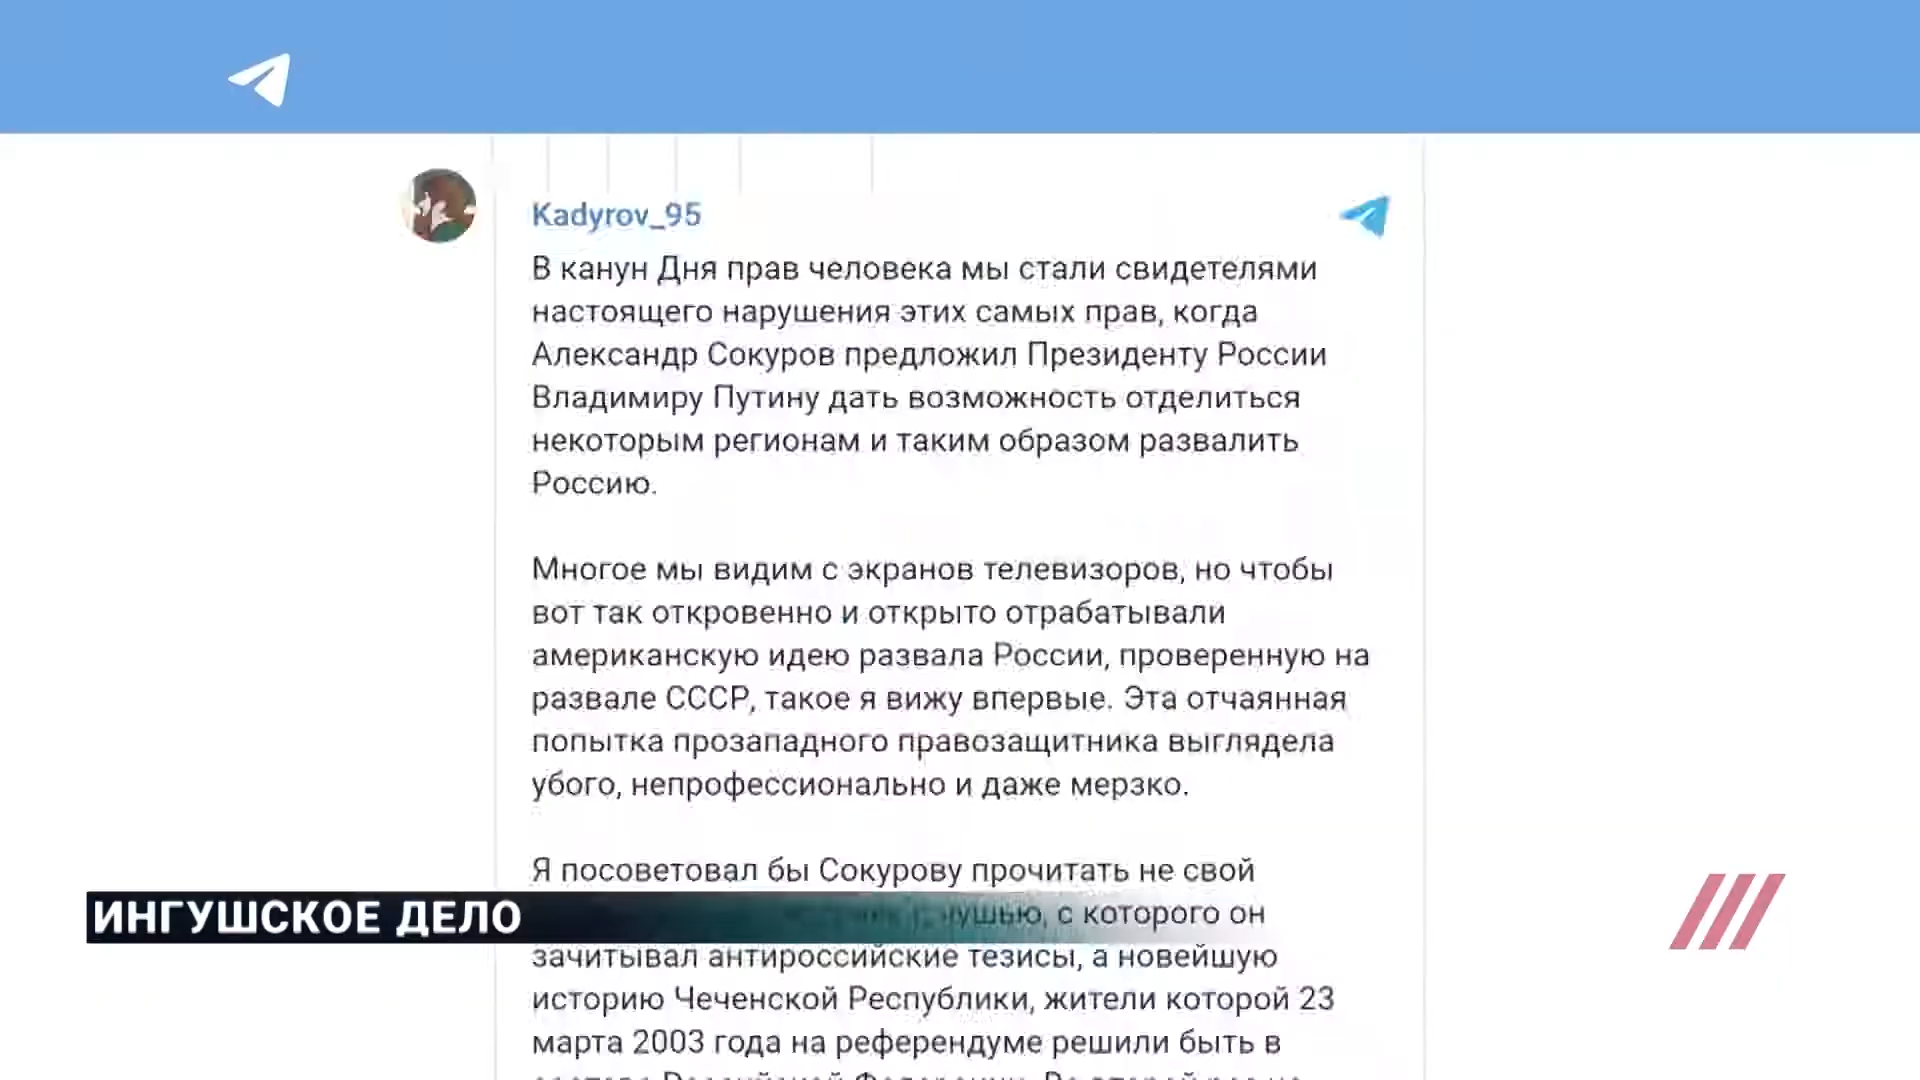 Kadyrov_95
В канун Дня прав человека мы стали свидетелями
настоящего нарушения этих самых прав, когда
Александр Сокуров предложил Президенту России
Владимиру Путину дать возможность отделиться
некоторым регионам и таким образом развалить
Россию.
Многое мы видим с экранов телевизоров, но чтобы
вот так откровенно и открыто отрабатывали
американскую идею развала России, проверенную на
развале СССР, такое я вижу впервые. Эта отчаянная
попытка прозападного правозащитника выглядела
убого, непрофессионально и даже мерзко.
Я посоветовал бы Сокурову прочитать не свой
с которого он
ИНГУШСКОЕ ДЕЛО
зачитывал антироссийские тезисы, а новейшую
историю Чеченской Республики, жители которой 23
марта 2003 года на референдуме решили быть в